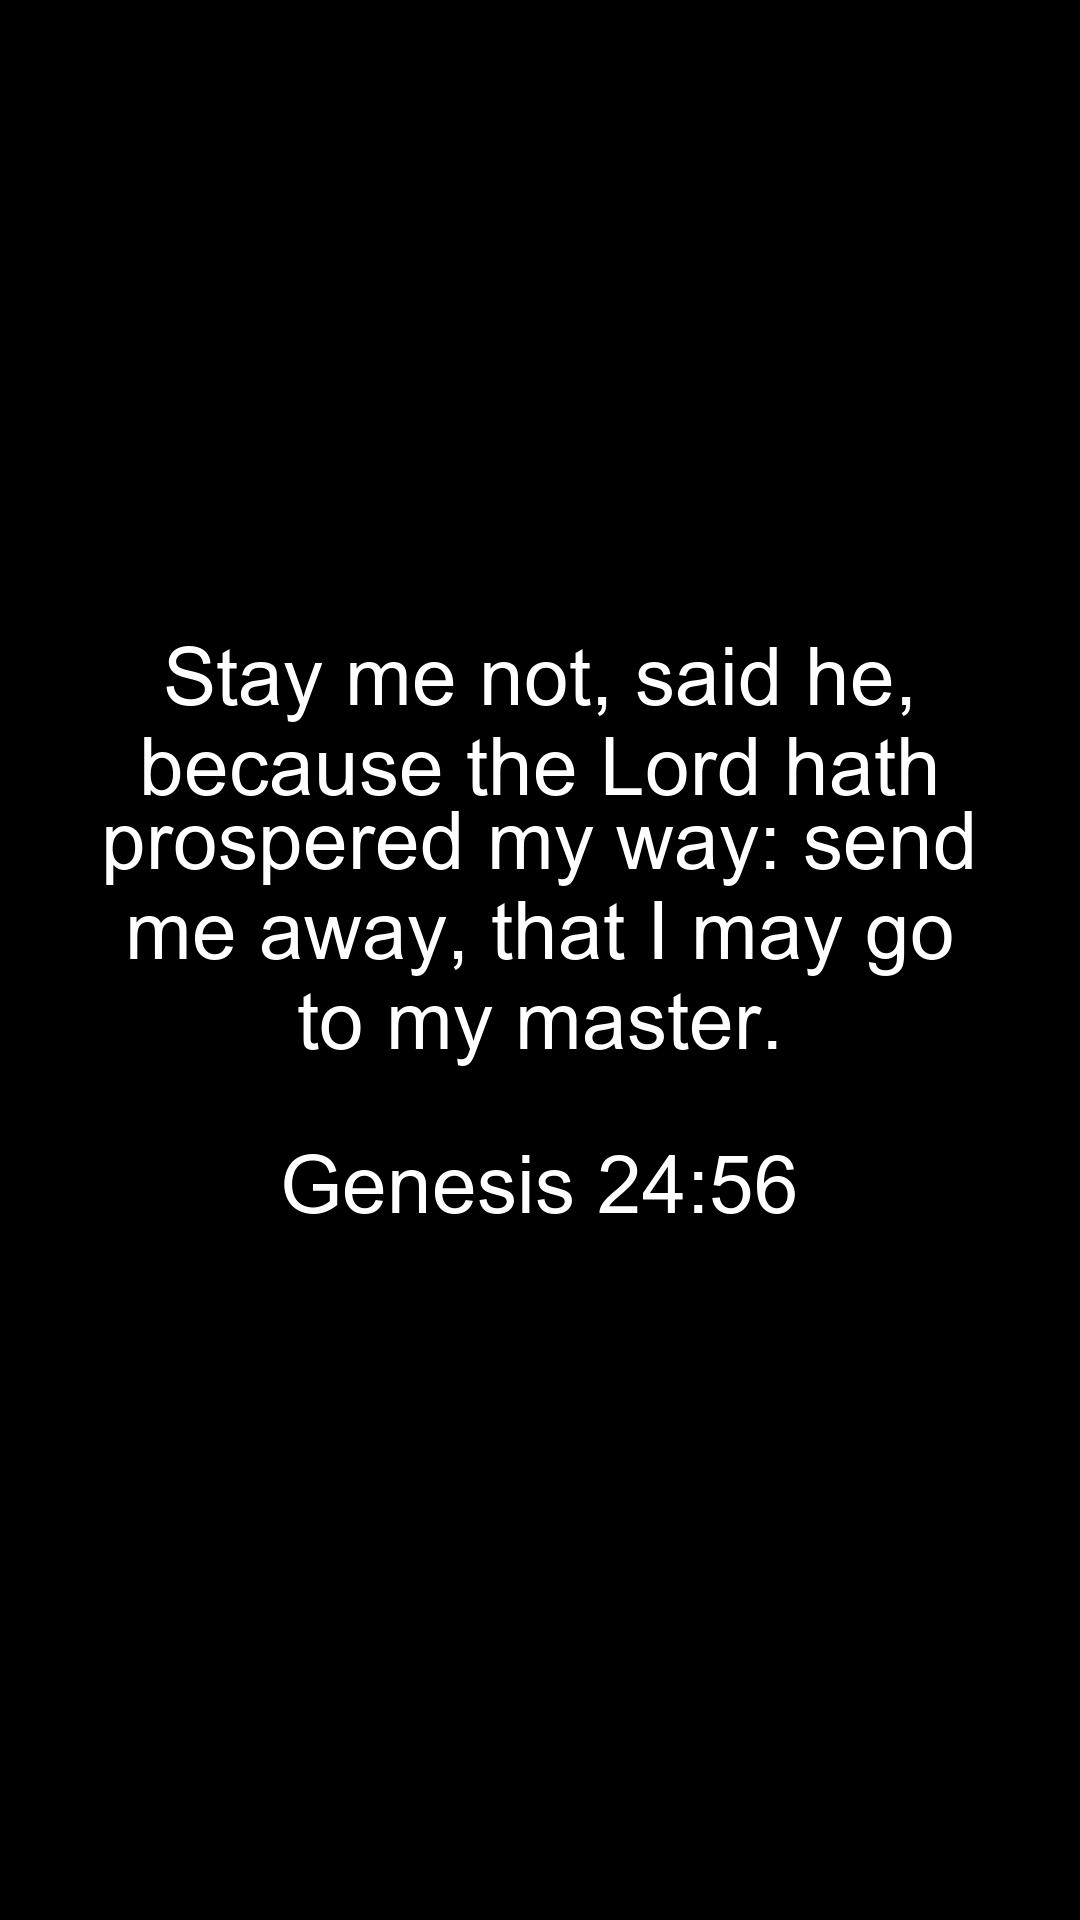 Stay me not, said he,
because the Lord hath
prospered my way: send
me away, that I may go
to my master.
Genesis 24:56